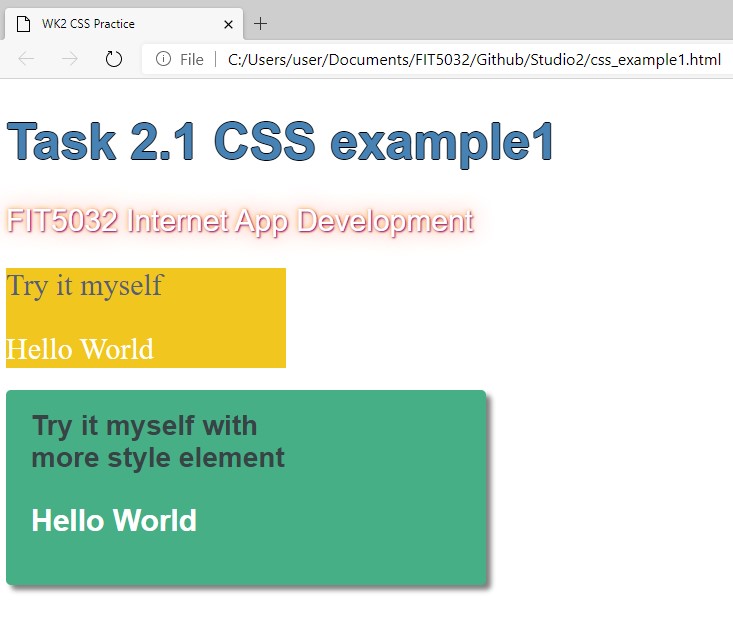 WK2 CSS Practice
File C:/Users/user/Documents/FIT5032/Github/Studio2/css_example1.html
Task 2.1 CSS example1
FIT5032 Internet App Development
Try it myself
Hello World
Try it myself with
more style element
Hello World